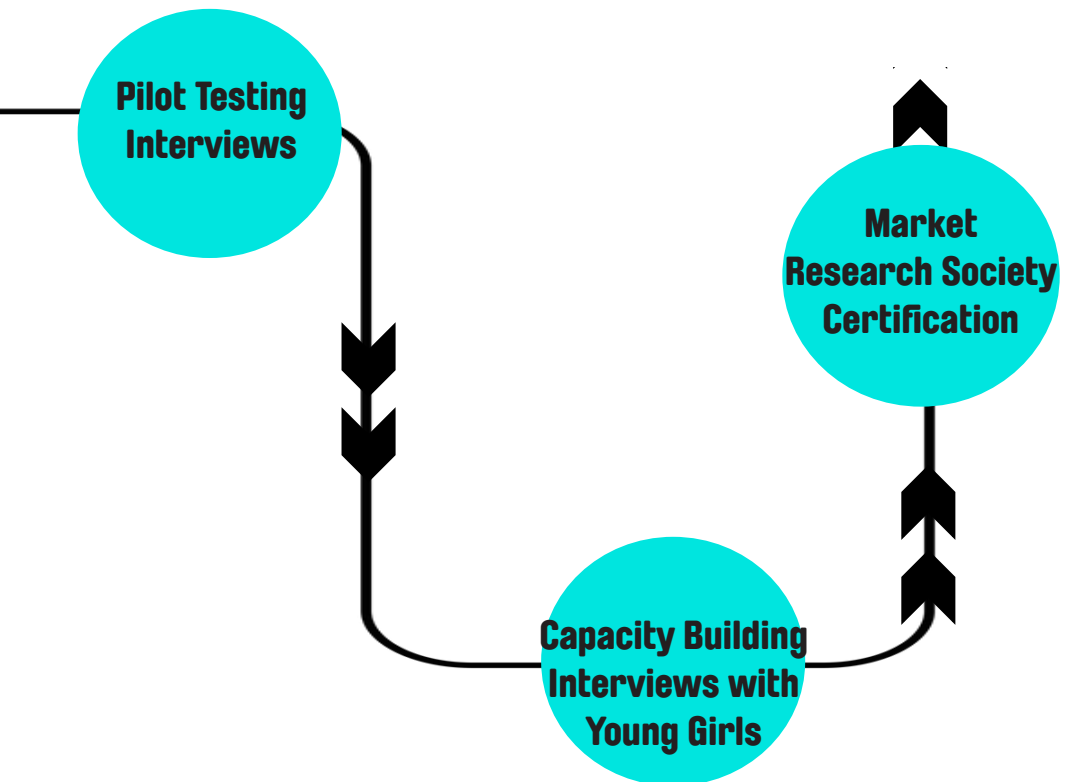 Pilot Testing
Interviews
Market
Research Society
Certification
Capacity Building
Interviews with
Young Girls